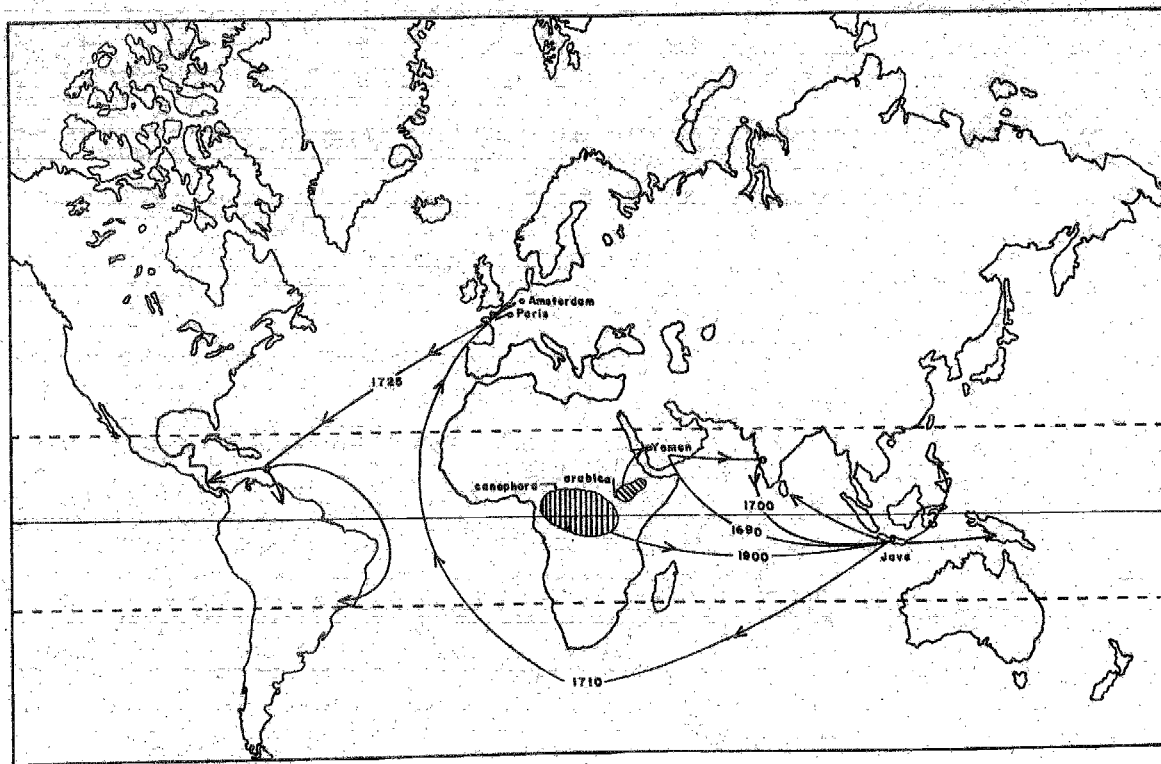 Amsterdam
Paris
1725
Yemen
arabica
canephora
1700
1690
1900
Java
1710